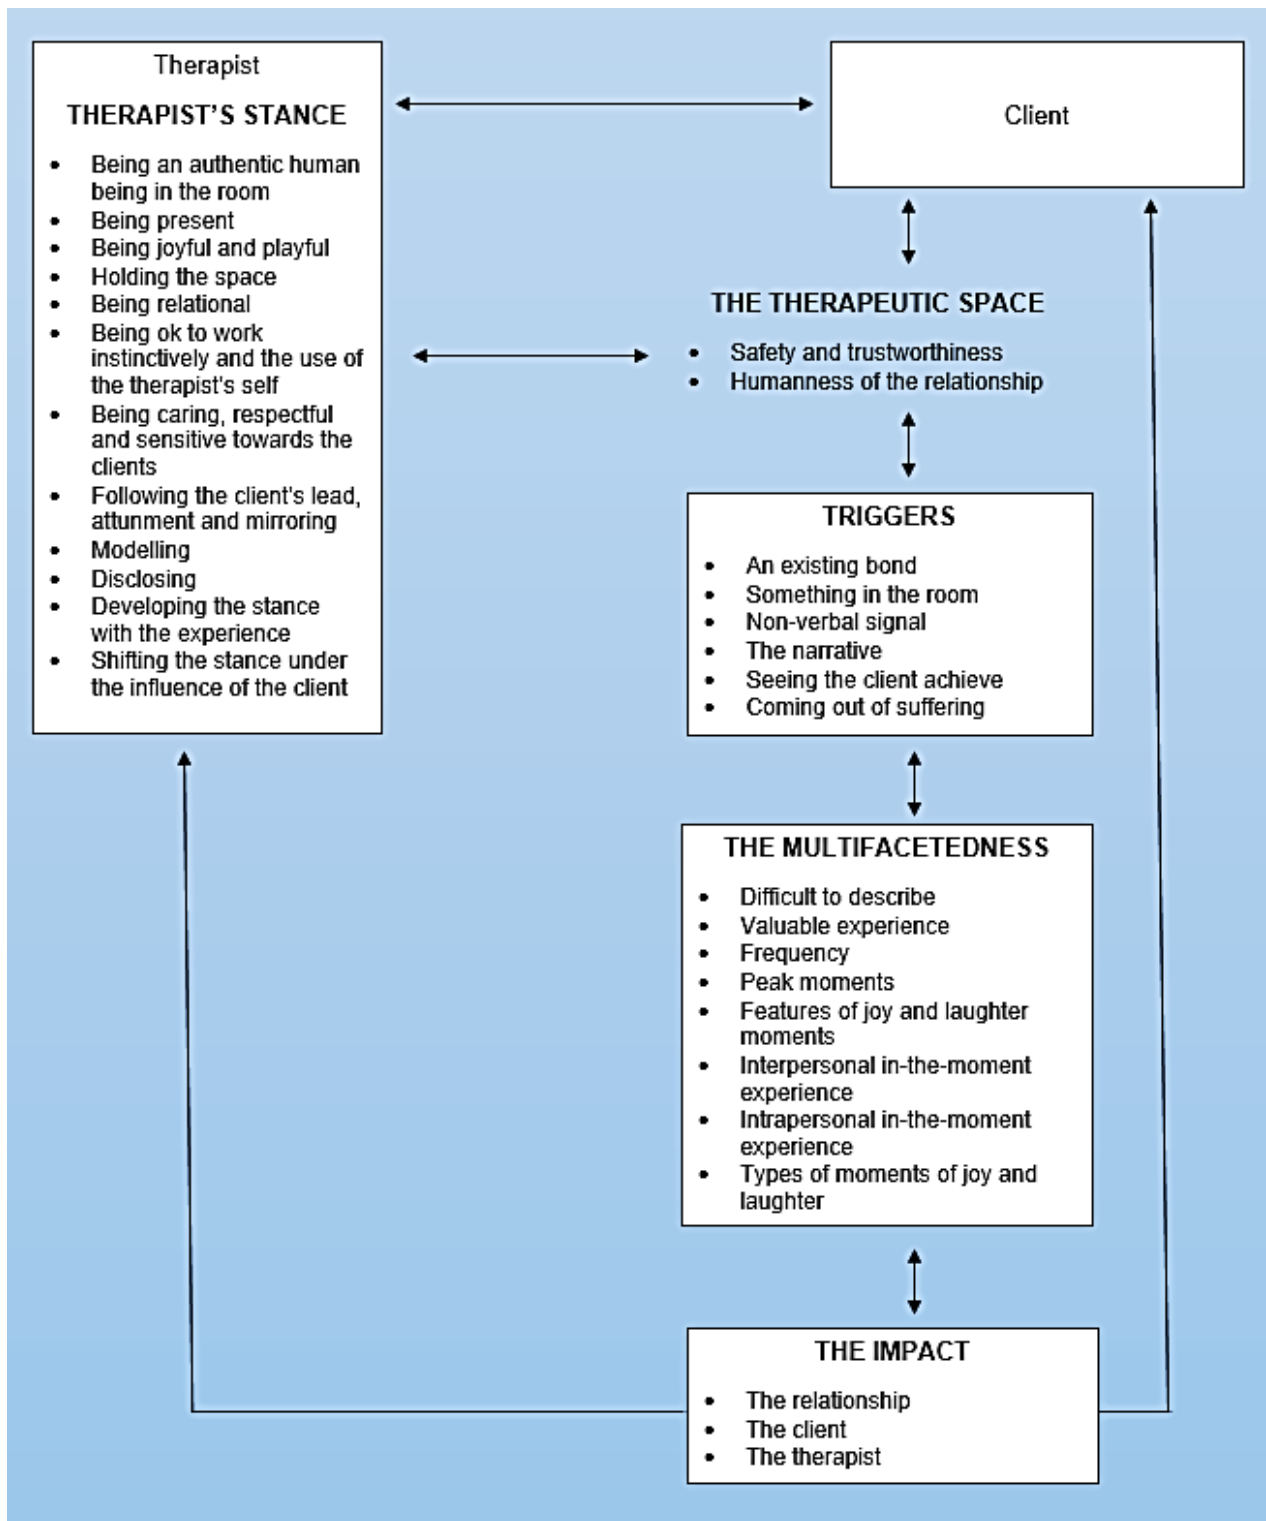 Therapist
THERAPIST'S STANCE
• Being an authentic human
being in the room
• Being present
• Being joyful and playful
• Holding the space
• Being relational
• Being ok to work
instinctively and the use of
the therapist's self
• Being caring, respectful
and sensitive towards the
clients
• Following the client's lead,
attunment and mirroring
• Modelling
• Disclosing
• Developing the stance
with the experience
• Shifting the stance under
the influence of the client
Client
THE THERAPEUTIC SPACE
• Safety and trustworthiness
• Humanness of the relationship
TRIGGERS
• An existing bond
• Something in the room
• Non-verbal signal
• The narrative
• Seeing the client achieve
• Coming out of suffering
THE MULTIFACETEDNESS
• Difficult to describe
• Valuable experience
• Frequency
• Peak moments
• Features of joy and laughter
moments
• Interpersonal in-the-moment
experience
• Intrapersonal in-the-moment
experience
• Types of moments of joy and
laughter
THE IMPACT
• The relationship
• The client
• The therapist